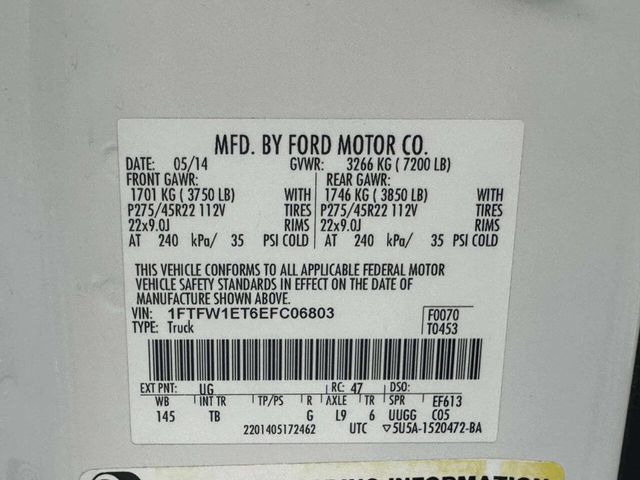 MFD. BY FORD MOTOR CO.
DATE: 05/14 GVWR: 3266 KG ( 7200 LB)
FRONT GAWR: REAR GAWR:
1701 KG ( 3750 LB) WITH 1746 KG ( 3850 LB) WITH
P275/45R22 112V TIRES P275/45R22 112V TIRES
22x9.0J RIMS 22x9.0J RIMS
AT 240 kPa/ 35 PSI COLD AT 240 kPa/ 35 PSI COLD
THIS VEHICLE CONFORMS TO ALL APPLICABLE FEDERAL MOTOR
VEHICLE SAFETY STANDARDS IN EFFECT ON THE DATE OF
MANUFACTURE SHOWN ABOVE.
VIN: 1FTFW1ET6EFC06803 F0070
TYPE: Truck T0453
EXT PNT: UG RC: 47 DSO:
WB INT TR TP/PS R AXLE TR SPR EF613
145 TB G L9 6 UUGG C05
2201405172462 UTC ▽5U5A-1520472-BA
INFORMATION